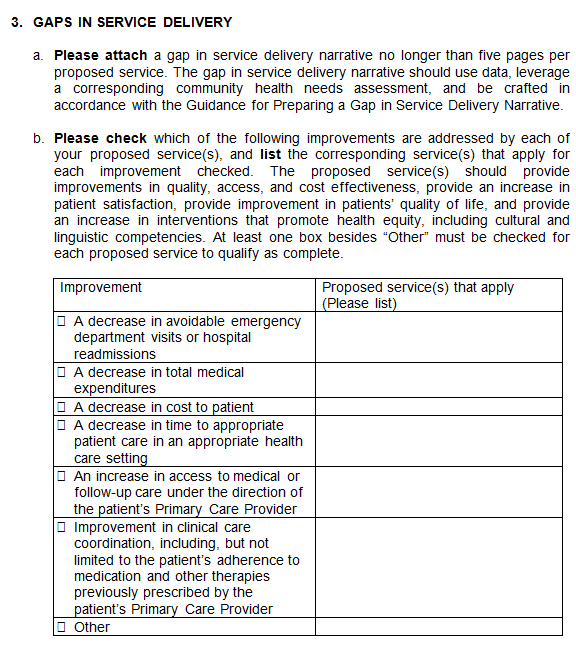 3. GAPS IN SERVICE DELIVERY
a. Please attach a gap in service delivery narrative no longer than five pages per
proposed service. The gap in service delivery narrative should use data, leverage
a corresponding community health needs assessment, and be crafted in
accordance with the Guidance for Preparing a Gap in Service Delivery Narrative.
b. Please check which of the following improvements are addressed by each of
your proposed service(s), and list the corresponding service(s) that apply for
each improvement checked. The proposed service(s) should provide
improvements in quality, access, and cost effectiveness, provide an increase in
patient satisfaction, provide improvement in patients' quality of life, and provide
an increase in interventions that promote health equity, including cultural and
linguistic competencies. At least one box besides “Other” must be checked for
each proposed service to qualify as complete.
Improvement
Proposed service(s) that apply
(Please list)
A decrease in avoidable emergency
department visits or hospital
readmissions
A decrease in total medical
expenditures
A decrease in cost to patient
A decrease in time to appropriate
patient care in an appropriate health
care setting
An increase in access to medical or
follow-up care under the direction of
the patient's Primary Care Provider
Improvement in clinical care
coordination, including, but not
limited to the patient's adherence to
medication and other therapies
previously prescribed by the
patient's Primary Care Provider
Other